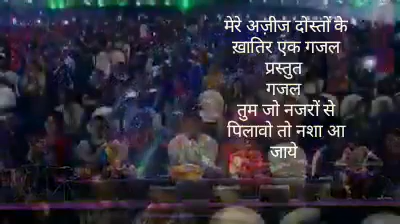 मेरे अज़ीज दोस्तों के
ख़ातिर एक गजल
प्रस्तुत
गजल
तुम जो नजरों से
पिलावो तो नशा आ
जाये